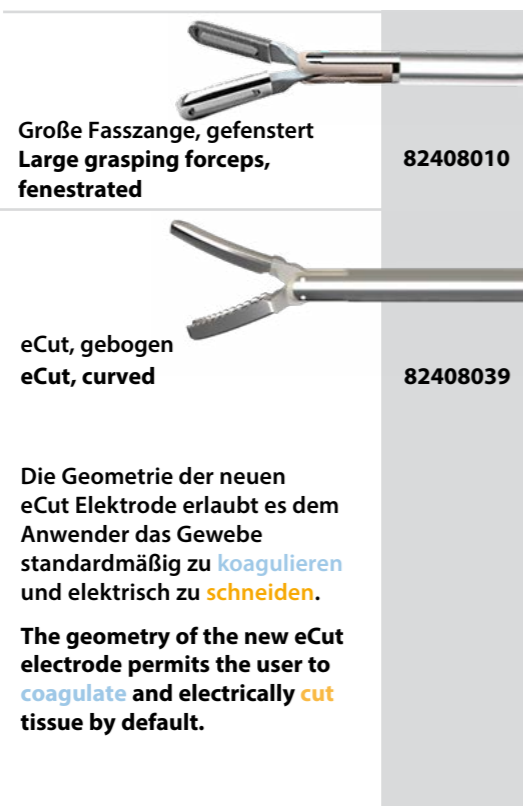 Große Fasszange, gefenstert
Large grasping forceps,
fenestrated
82408010
eCut, gebogen
eCut, curved
82408039
Die Geometrie der neuen
eCut Elektrode erlaubt es dem
Anwender das Gewebe
standardmäßig zu koagulieren
und elektrisch zu schneiden.
The geometry of the new eCut
electrode permits the user to
coagulate and electrically cut
tissue by default.